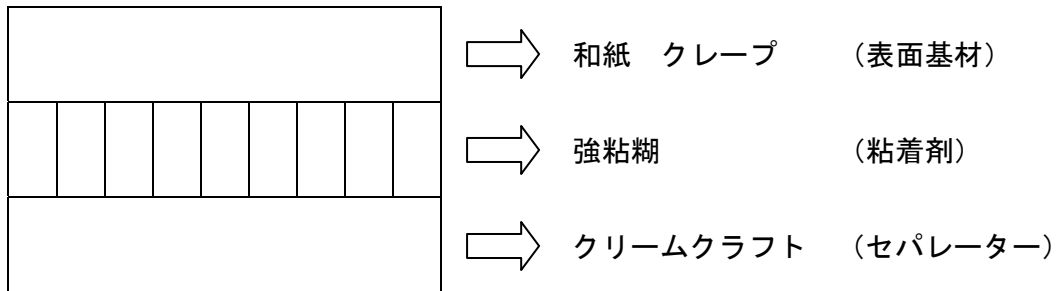 和紙　クレープ　（表面基材）
強粘糊　（粘着剤）
クリームクラフト　（セパレーター）